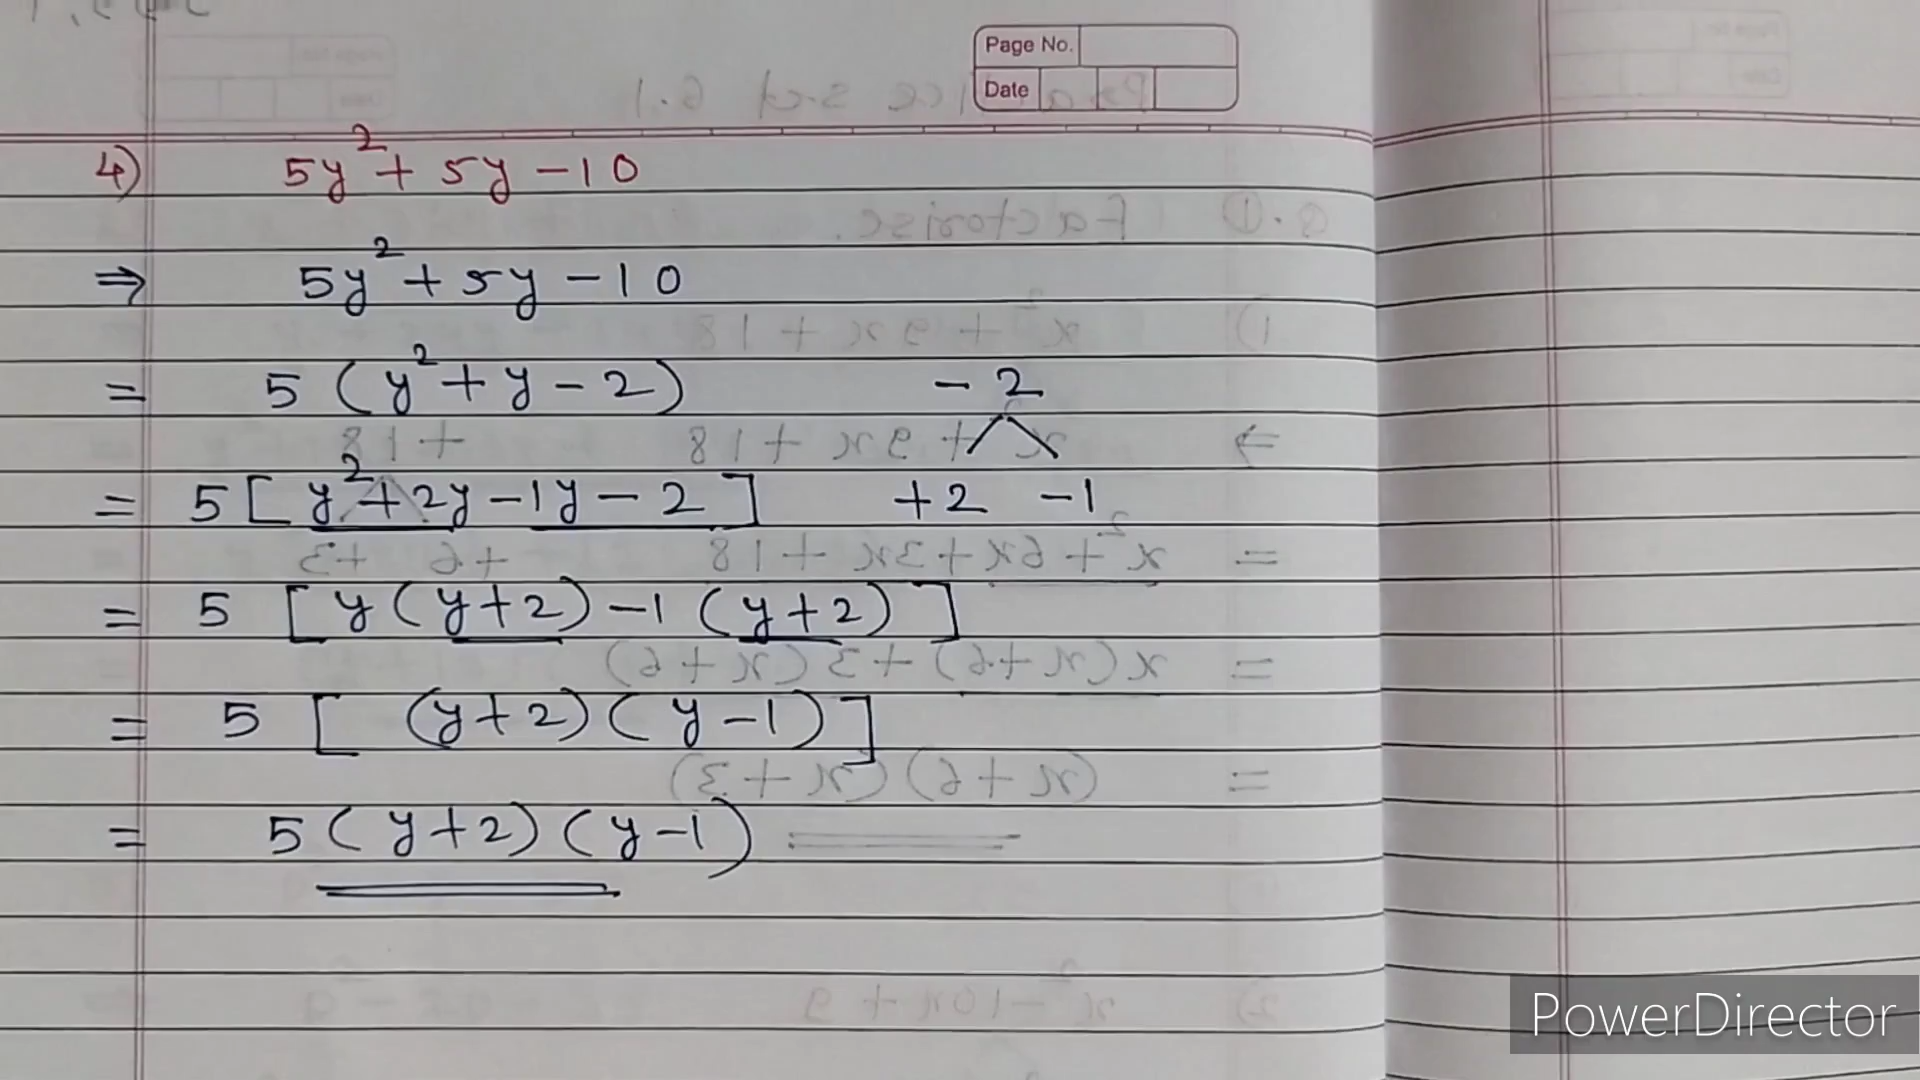 Page No.
Date
4) 5y² + 5y - 10
⇒ 5y² + 5y - 10
= 5 (y² + y - 2) - 2
= 5 [ y² + 2y - 1y - 2 ] + 2 - 1
= 5 [ y (y + 2) - 1 (y + 2) ]
= 5 [ (y + 2) (y - 1) ]
= 5 (y + 2) (y - 1)
PowerDirector